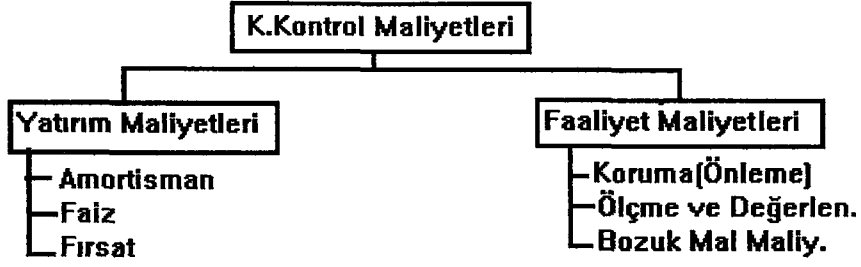 K.Kontrol Maliyetleri
Yatırım Maliyetleri
Amortisman
Faiz
Fırsat
Faaliyet Maliyetleri
Koruma(Önleme)
Ölçme ve Değerlen.
Bozuk Mal Maliy.